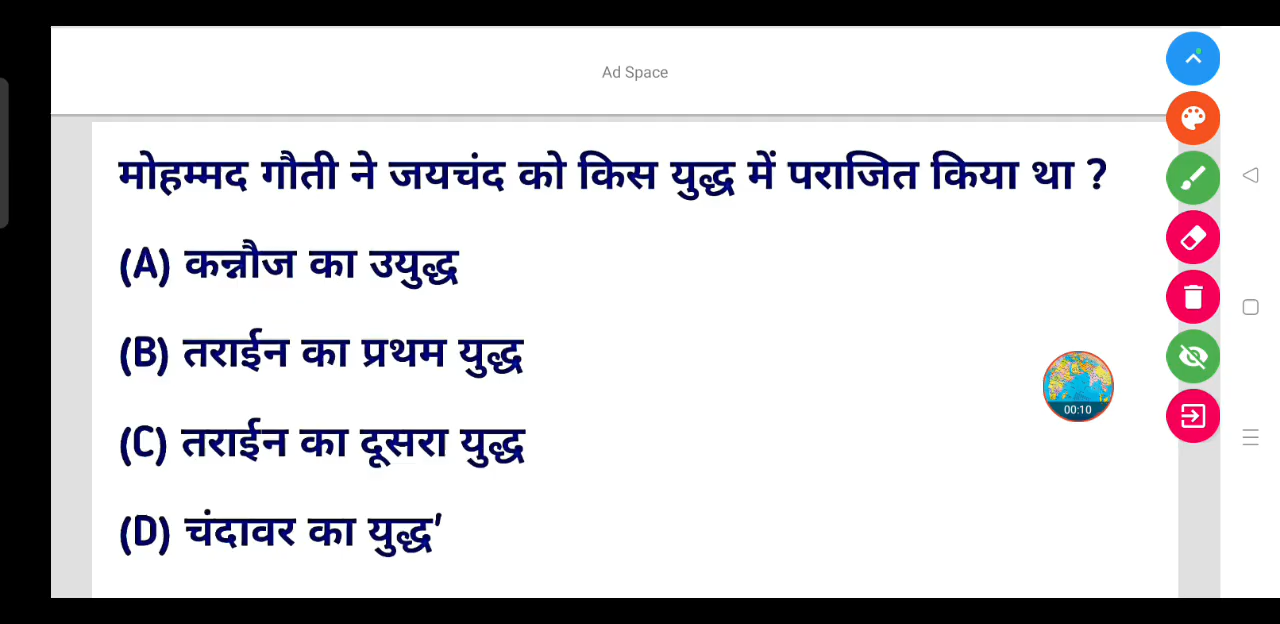 Ad Space
मोहम्मद गौती ने जयचंद को किस युद्ध में पराजित किया था ?
(A) कन्नौज का उयुद्ध
(B) तराईन का प्रथम युद्ध
(C) तराईन का दूसरा युद्ध
(D) चंदावर का युद्ध'
00:10